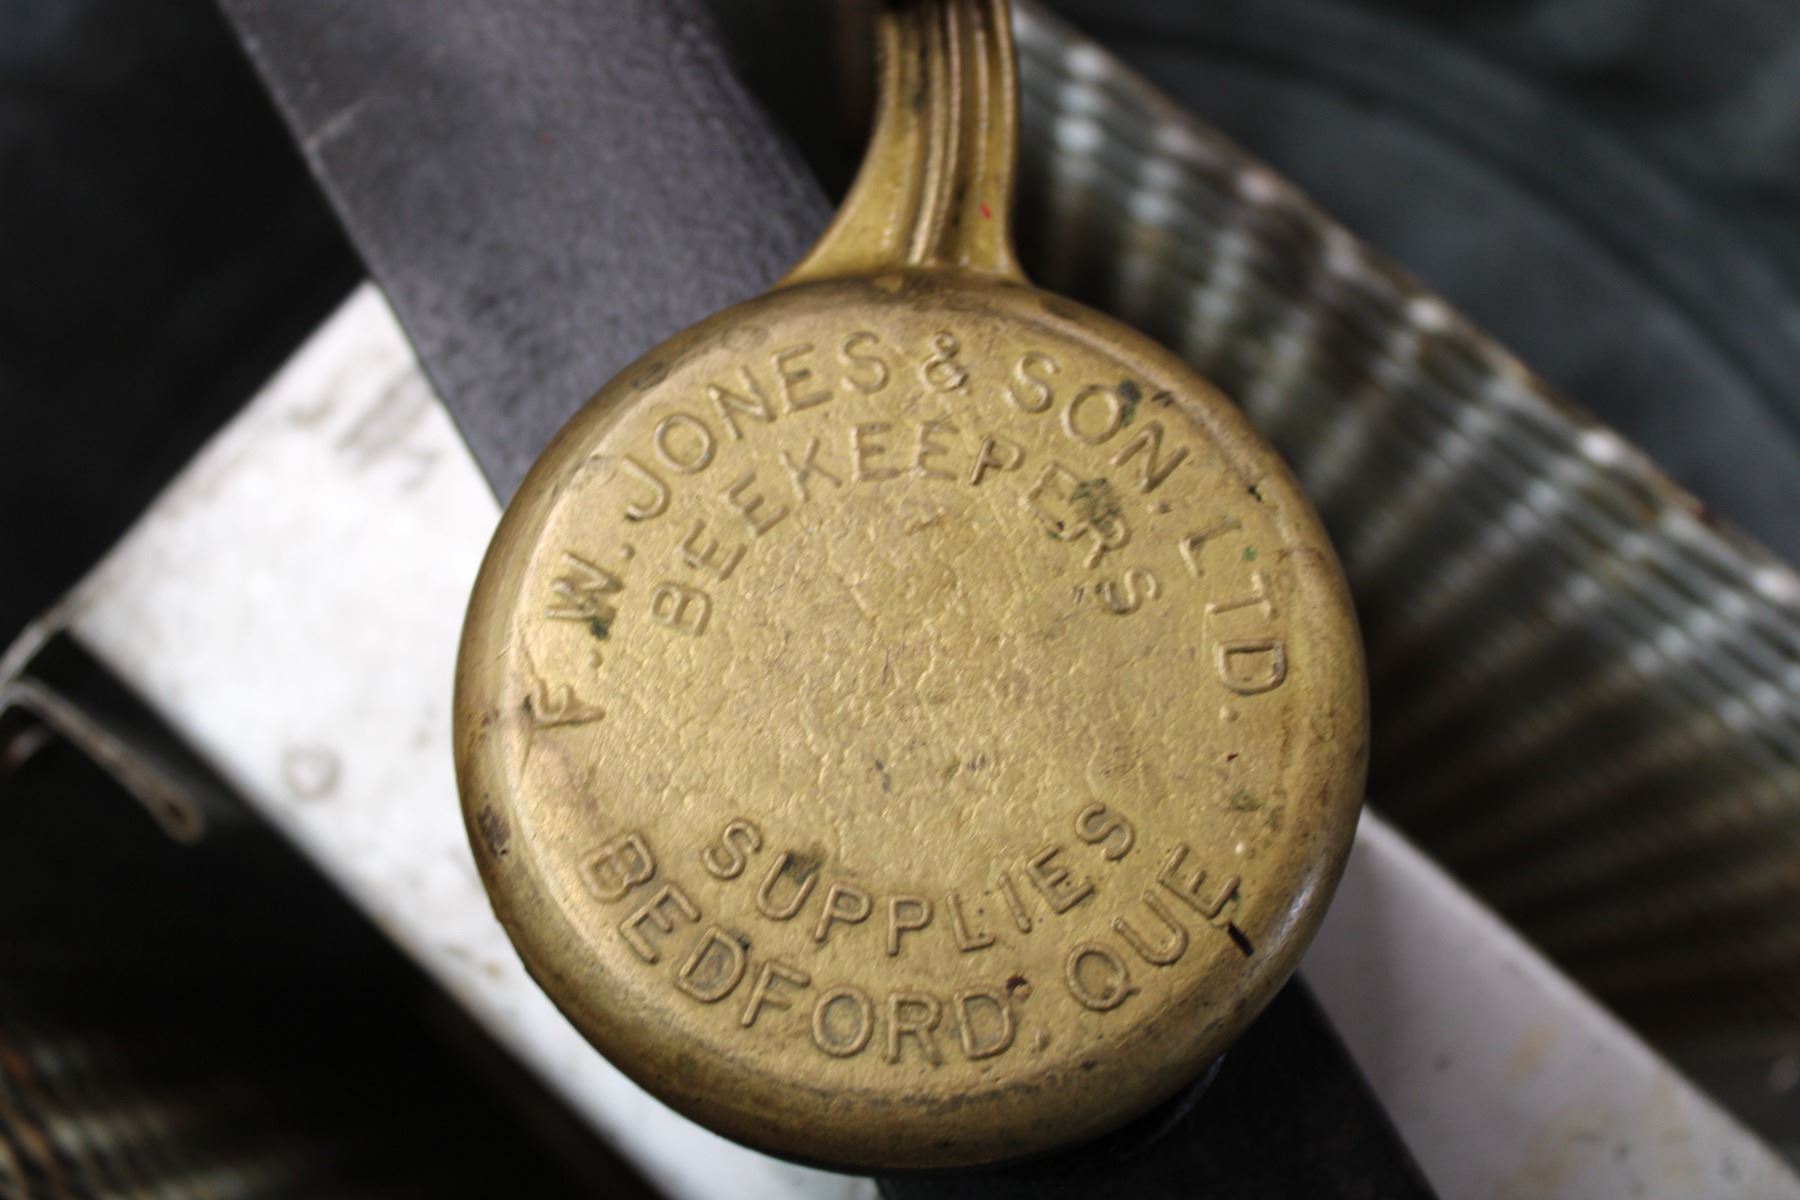 F.W. JONES & SON. LTD.
BEEKEEPERS
SUPPLIES
BEDFORD, QUE.